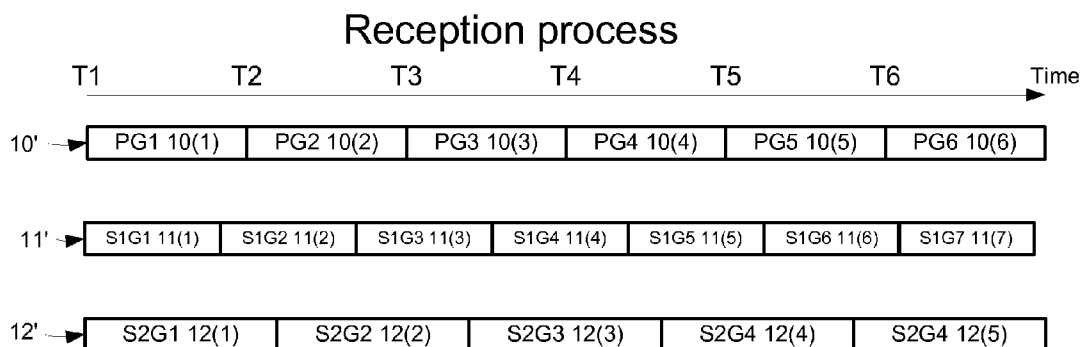 Reception process
T1 T2 T3 T4 T5 T6 Time
10' PG1 10(1) PG2 10(2) PG3 10(3) PG4 10(4) PG5 10(5) PG6 10(6)
11' S1G1 11(1) S1G2 11(2) S1G3 11(3) S1G4 11(4) S1G5 11(5) S1G6 11(6) S1G7 11(7)
12' S2G1 12(1) S2G2 12(2) S2G3 12(3) S2G4 12(4) S2G4 12(5)